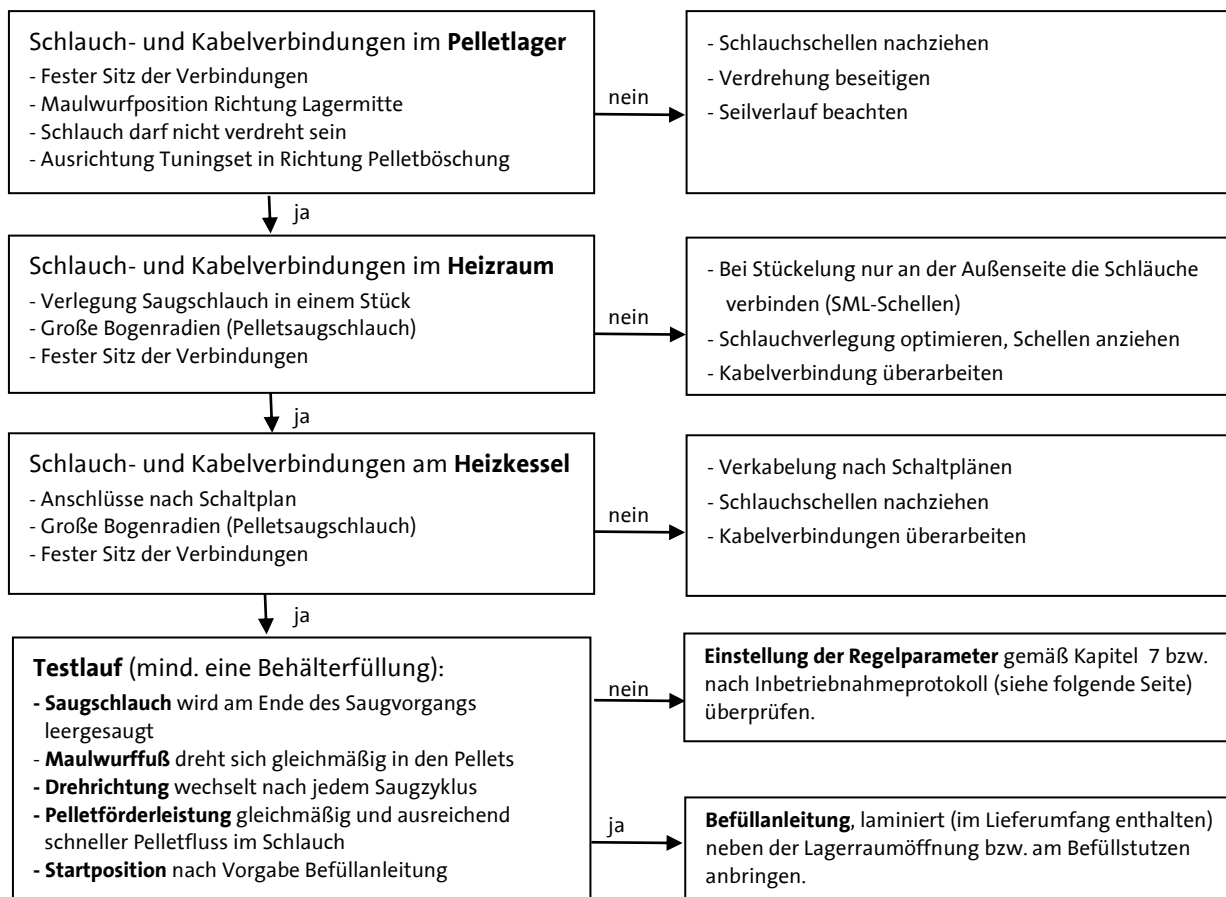 Schlauch- und Kabelverbindungen im Pelletlager
- Fester Sitz der Verbindungen
- Maulwurfposition Richtung Lagermitte
- Schlauch darf nicht verdreht sein
- Ausrichtung Tuningset in Richtung Pelletböschung
nein
- Schlauchschellen nachziehen
- Verdrehung beseitigen
- Seilverlauf beachten
ja
Schlauch- und Kabelverbindungen im Heizraum
- Verlegung Saugschlauch in einem Stück
- Große Bogenradien (Pelletsaugschlauch)
- Fester Sitz der Verbindungen
nein
- Bei Stückelung nur an der Außenseite die Schläuche
verbinden (SML-Schellen)
- Schlauchverlegung optimieren, Schellen anziehen
- Kabelverbindung überarbeiten
ja
Schlauch- und Kabelverbindungen am Heizkessel
- Anschlüsse nach Schaltplan
- Große Bogenradien (Pelletsaugschlauch)
- Fester Sitz der Verbindungen
nein
- Verkabelung nach Schaltplänen
- Schlauchschellen nachziehen
- Kabelverbindungen überarbeiten
ja
Testlauf (mind. eine Behälterfüllung):
- Saugschlauch wird am Ende des Saugvorgangs
leergesaugt
- Maulwurffuß dreht sich gleichmäßig in den Pellets
- Drehrichtung wechselt nach jedem Saugzyklus
- Pelletförderleistung gleichmäßig und ausreichend
schneller Pelletfluss im Schlauch
- Startposition nach Vorgabe Befüllanleitung
nein
Einstellung der Regelparameter gemäß Kapitel 7 bzw.
nach Inbetriebnahmeprotokoll (siehe folgende Seite)
überprüfen.
ja
Befüllanleitung, laminiert (im Lieferumfang enthalten)
neben der Lagerraumöffnung bzw. am Befüllstutzen
anbringen.